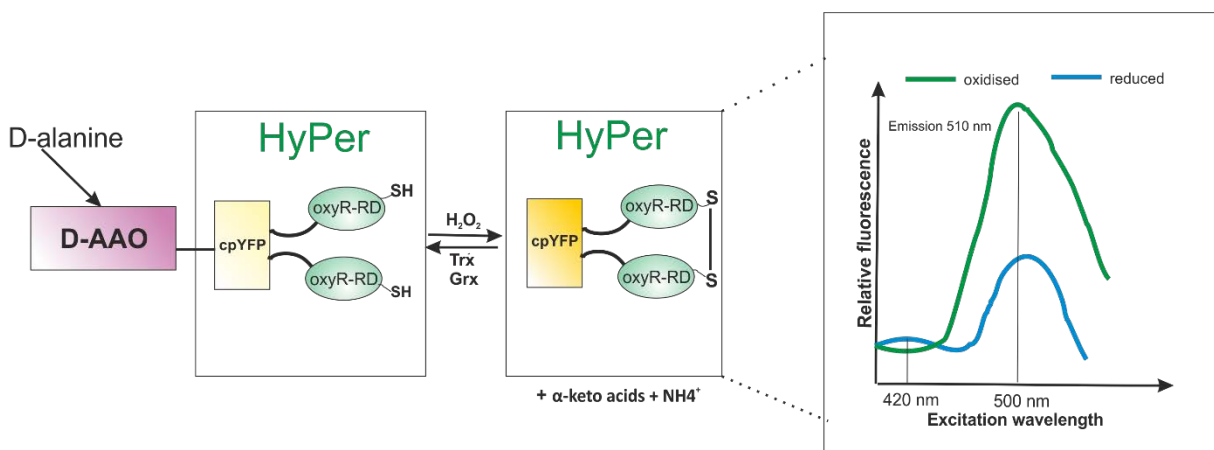 D-alanine
D-AAO
HyPer
cpYFP
oxyR-RD
SH
oxyR-RD
SH
H₂O₂
Trx
Grx
HyPer
cpYFP
oxyR-RD
S
oxyR-RD
S
+ α-keto acids + NH4⁺
oxidised
reduced
Emission 510 nm
Relative fluorescence
420 nm
500 nm
Excitation wavelength